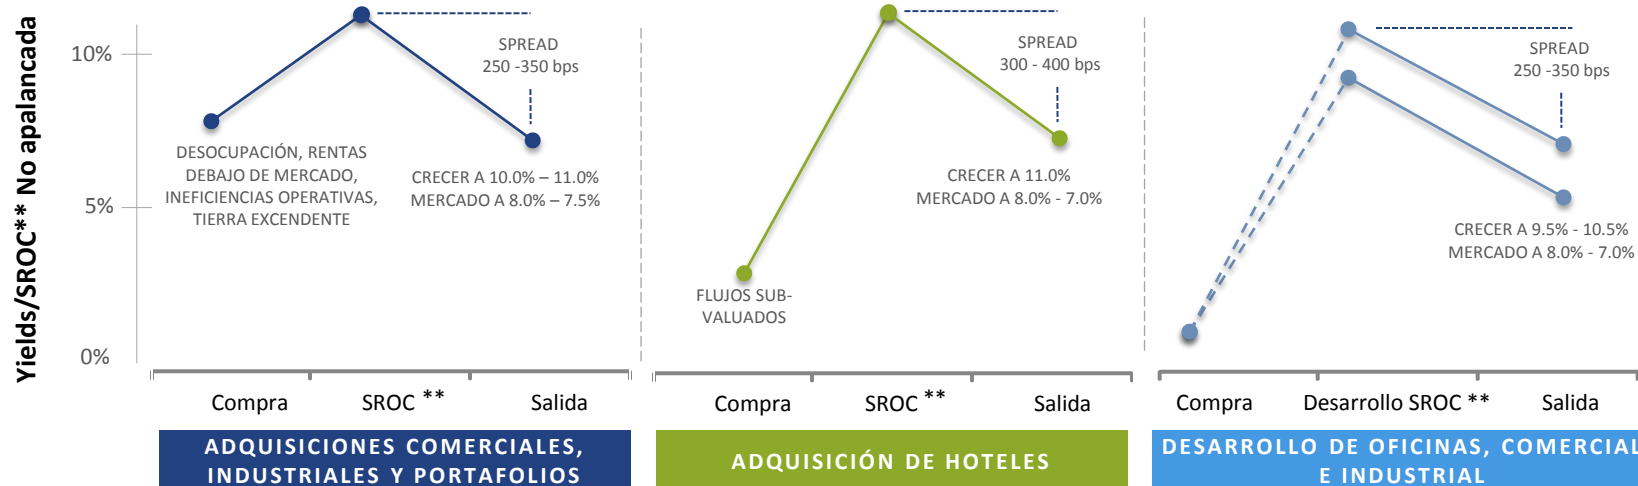 Yields/SROC** No apalancada
10%
5%
0%
SPREAD
250 -350 bps
DESOCUPACIÓN, RENTAS
DEBAJO DE MERCADO,
INEFICIENCIAS OPERATIVAS,
TIERRA EXCENDENTE
CRECER A 10.0% – 11.0%
MERCADO A 8.0% – 7.5%
Compra
SROC **
Salida
ADQUISICIONES COMERCIALES,
INDUSTRIALES Y PORTAFOLIOS
SPREAD
300 - 400 bps
CRECER A 11.0%
MERCADO A 8.0% - 7.0%
FLUJOS SUB-
VALUADOS
Compra
SROC **
Salida
ADQUISICIÓN DE HOTELES
SPREAD
250 -350 bps
CRECER A 9.5% - 10.5%
MERCADO A 8.0% - 7.0%
Compra
Desarrollo SROC **
Salida
DESARROLLO DE OFICINAS, COMERCIAL
E INDUSTRIAL